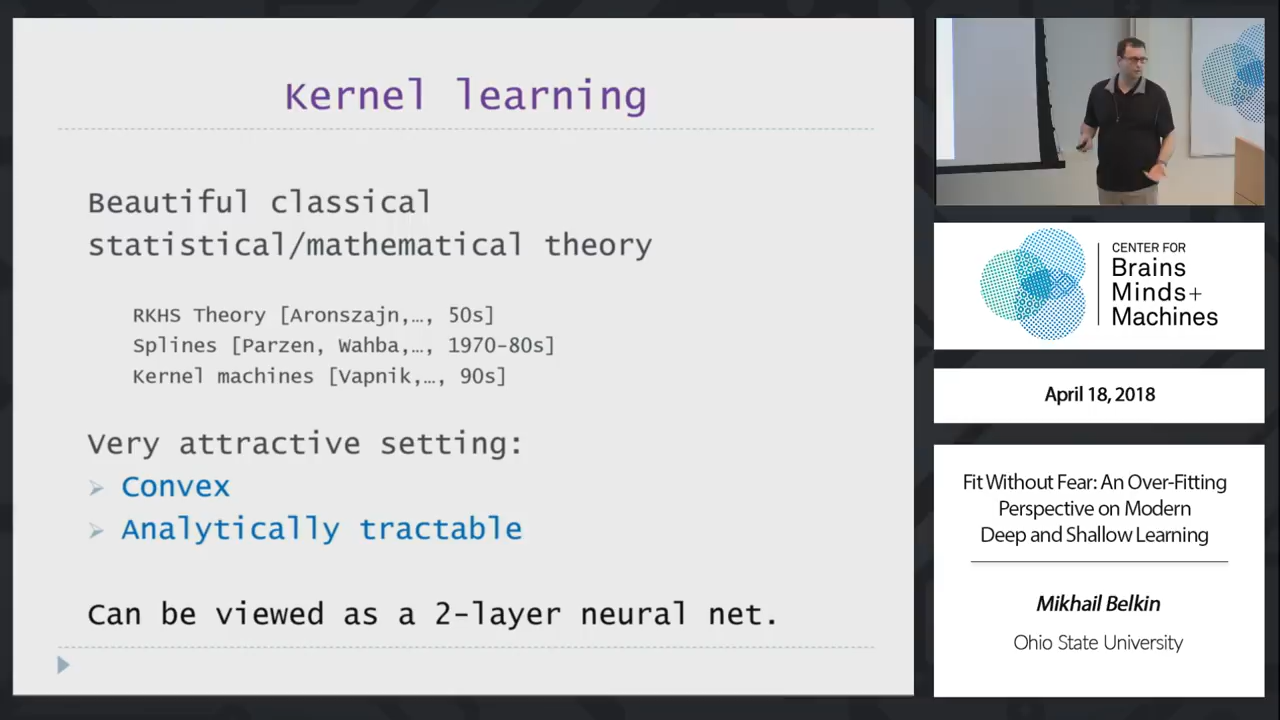 Kernel learning
Beautiful classical
statistical/mathematical theory
RKHS Theory [Aronszajn,…, 50s]
Splines [Parzen, Wahba,…, 1970-80s]
Kernel machines [Vapnik,…, 90s]
Very attractive setting:
Convex
Analytically tractable
Can be viewed as a 2-layer neural net.
CENTER FOR
Brains
Minds+
Machines
April 18, 2018
Fit Without Fear: An Over-Fitting
Perspective on Modern
Deep and Shallow Learning
Mikhail Belkin
Ohio State University